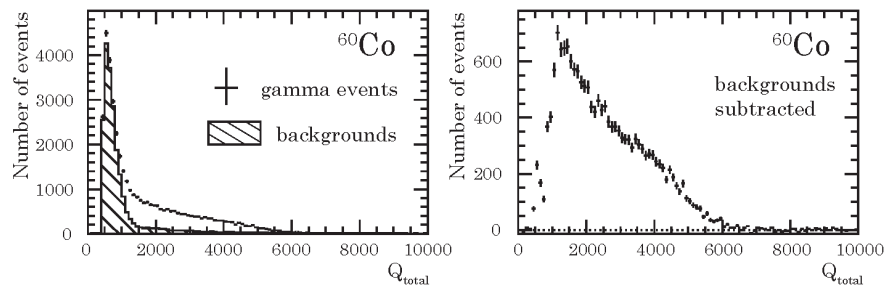 Number of events
4000
3000
2000
1000
0
⁶⁰Co
gamma events
backgrounds
0 2000 4000 6000 8000 10000
Q_total
Number of events
600
400
200
0
⁶⁰Co
backgrounds
subtracted
0 2000 4000 6000 8000 10000
Q_total